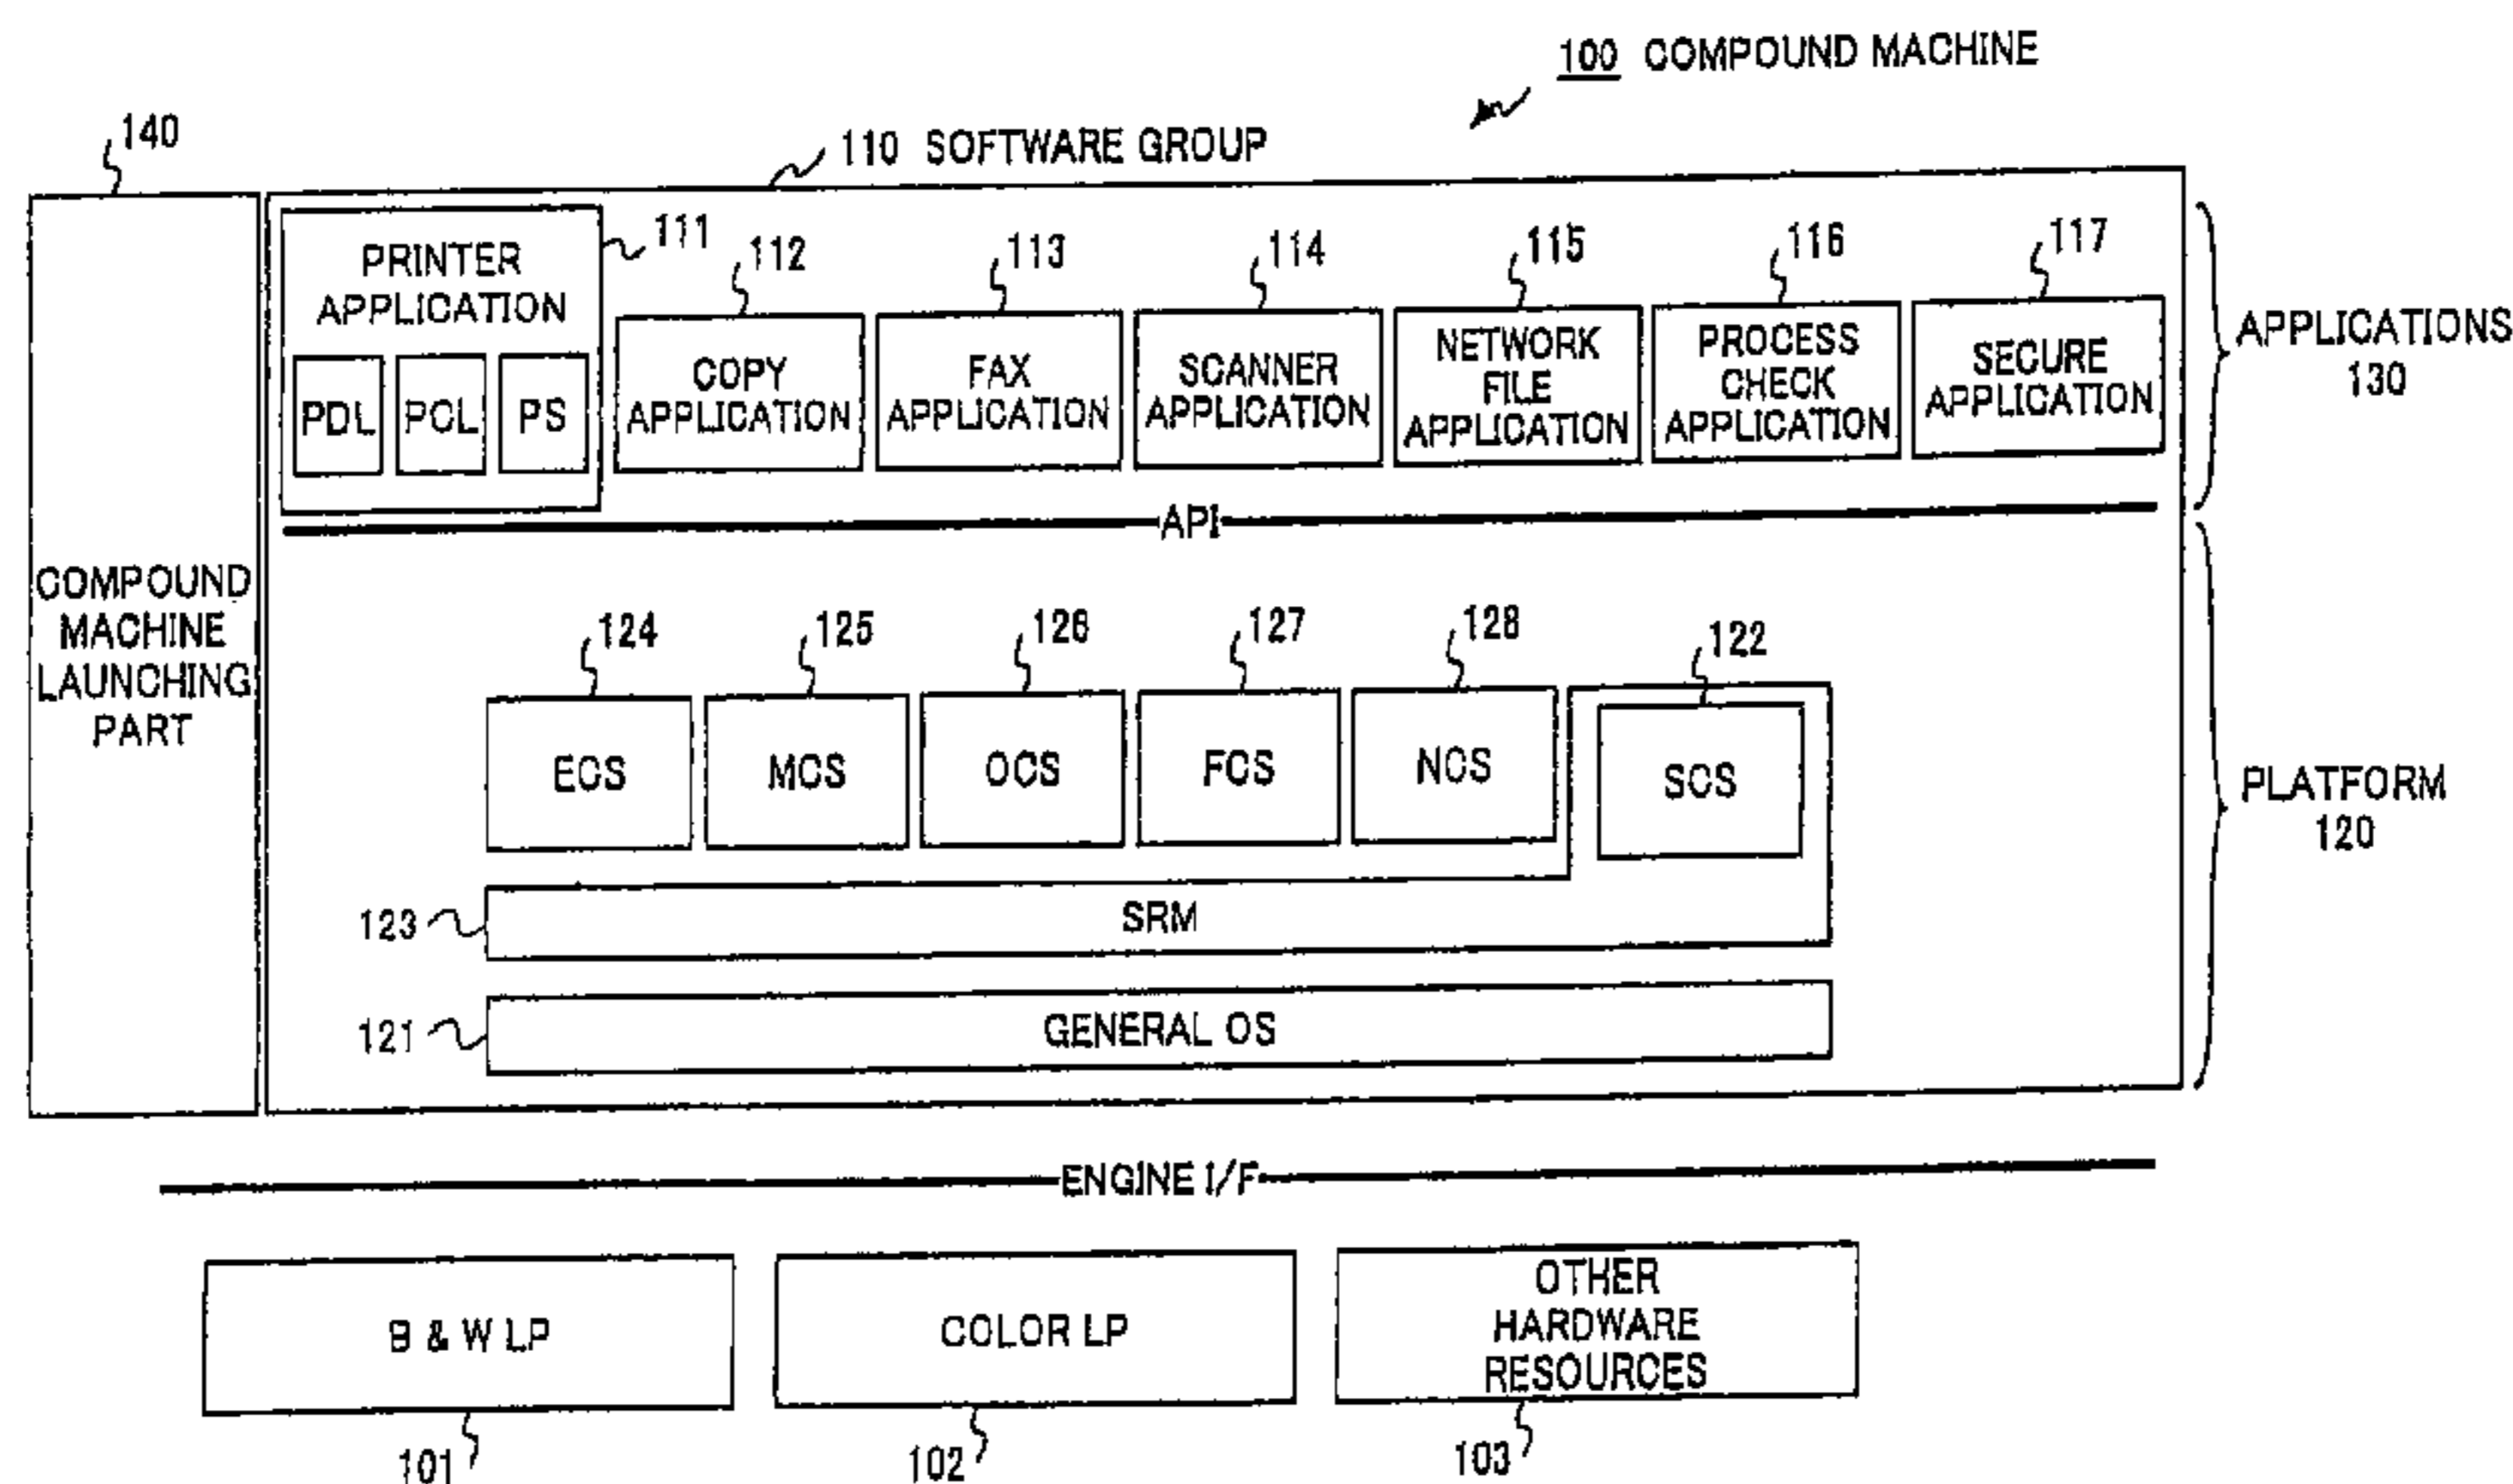 100 COMPOUND MACHINE
140
110 SOFTWARE GROUP
PRINTER
APPLICATION
111
PDL
PCL
PS
112
COPY
APPLICATION
113
FAX
APPLICATION
114
SCANNER
APPLICATION
115
NETWORK
FILE
APPLICATION
116
PROCESS
CHECK
APPLICATION
117
SECURE
APPLICATION
APPLICATIONS
130
API
COMPOUND
MACHINE
LAUNCHING
PART
124
125
126
127
128
122
ECS
MCS
OCS
FCS
NCS
SCS
PLATFORM
120
123
SRM
121
GENERAL OS
ENGINE I/F
B & W LP
COLOR LP
OTHER
HARDWARE
RESOURCES
101
102
103